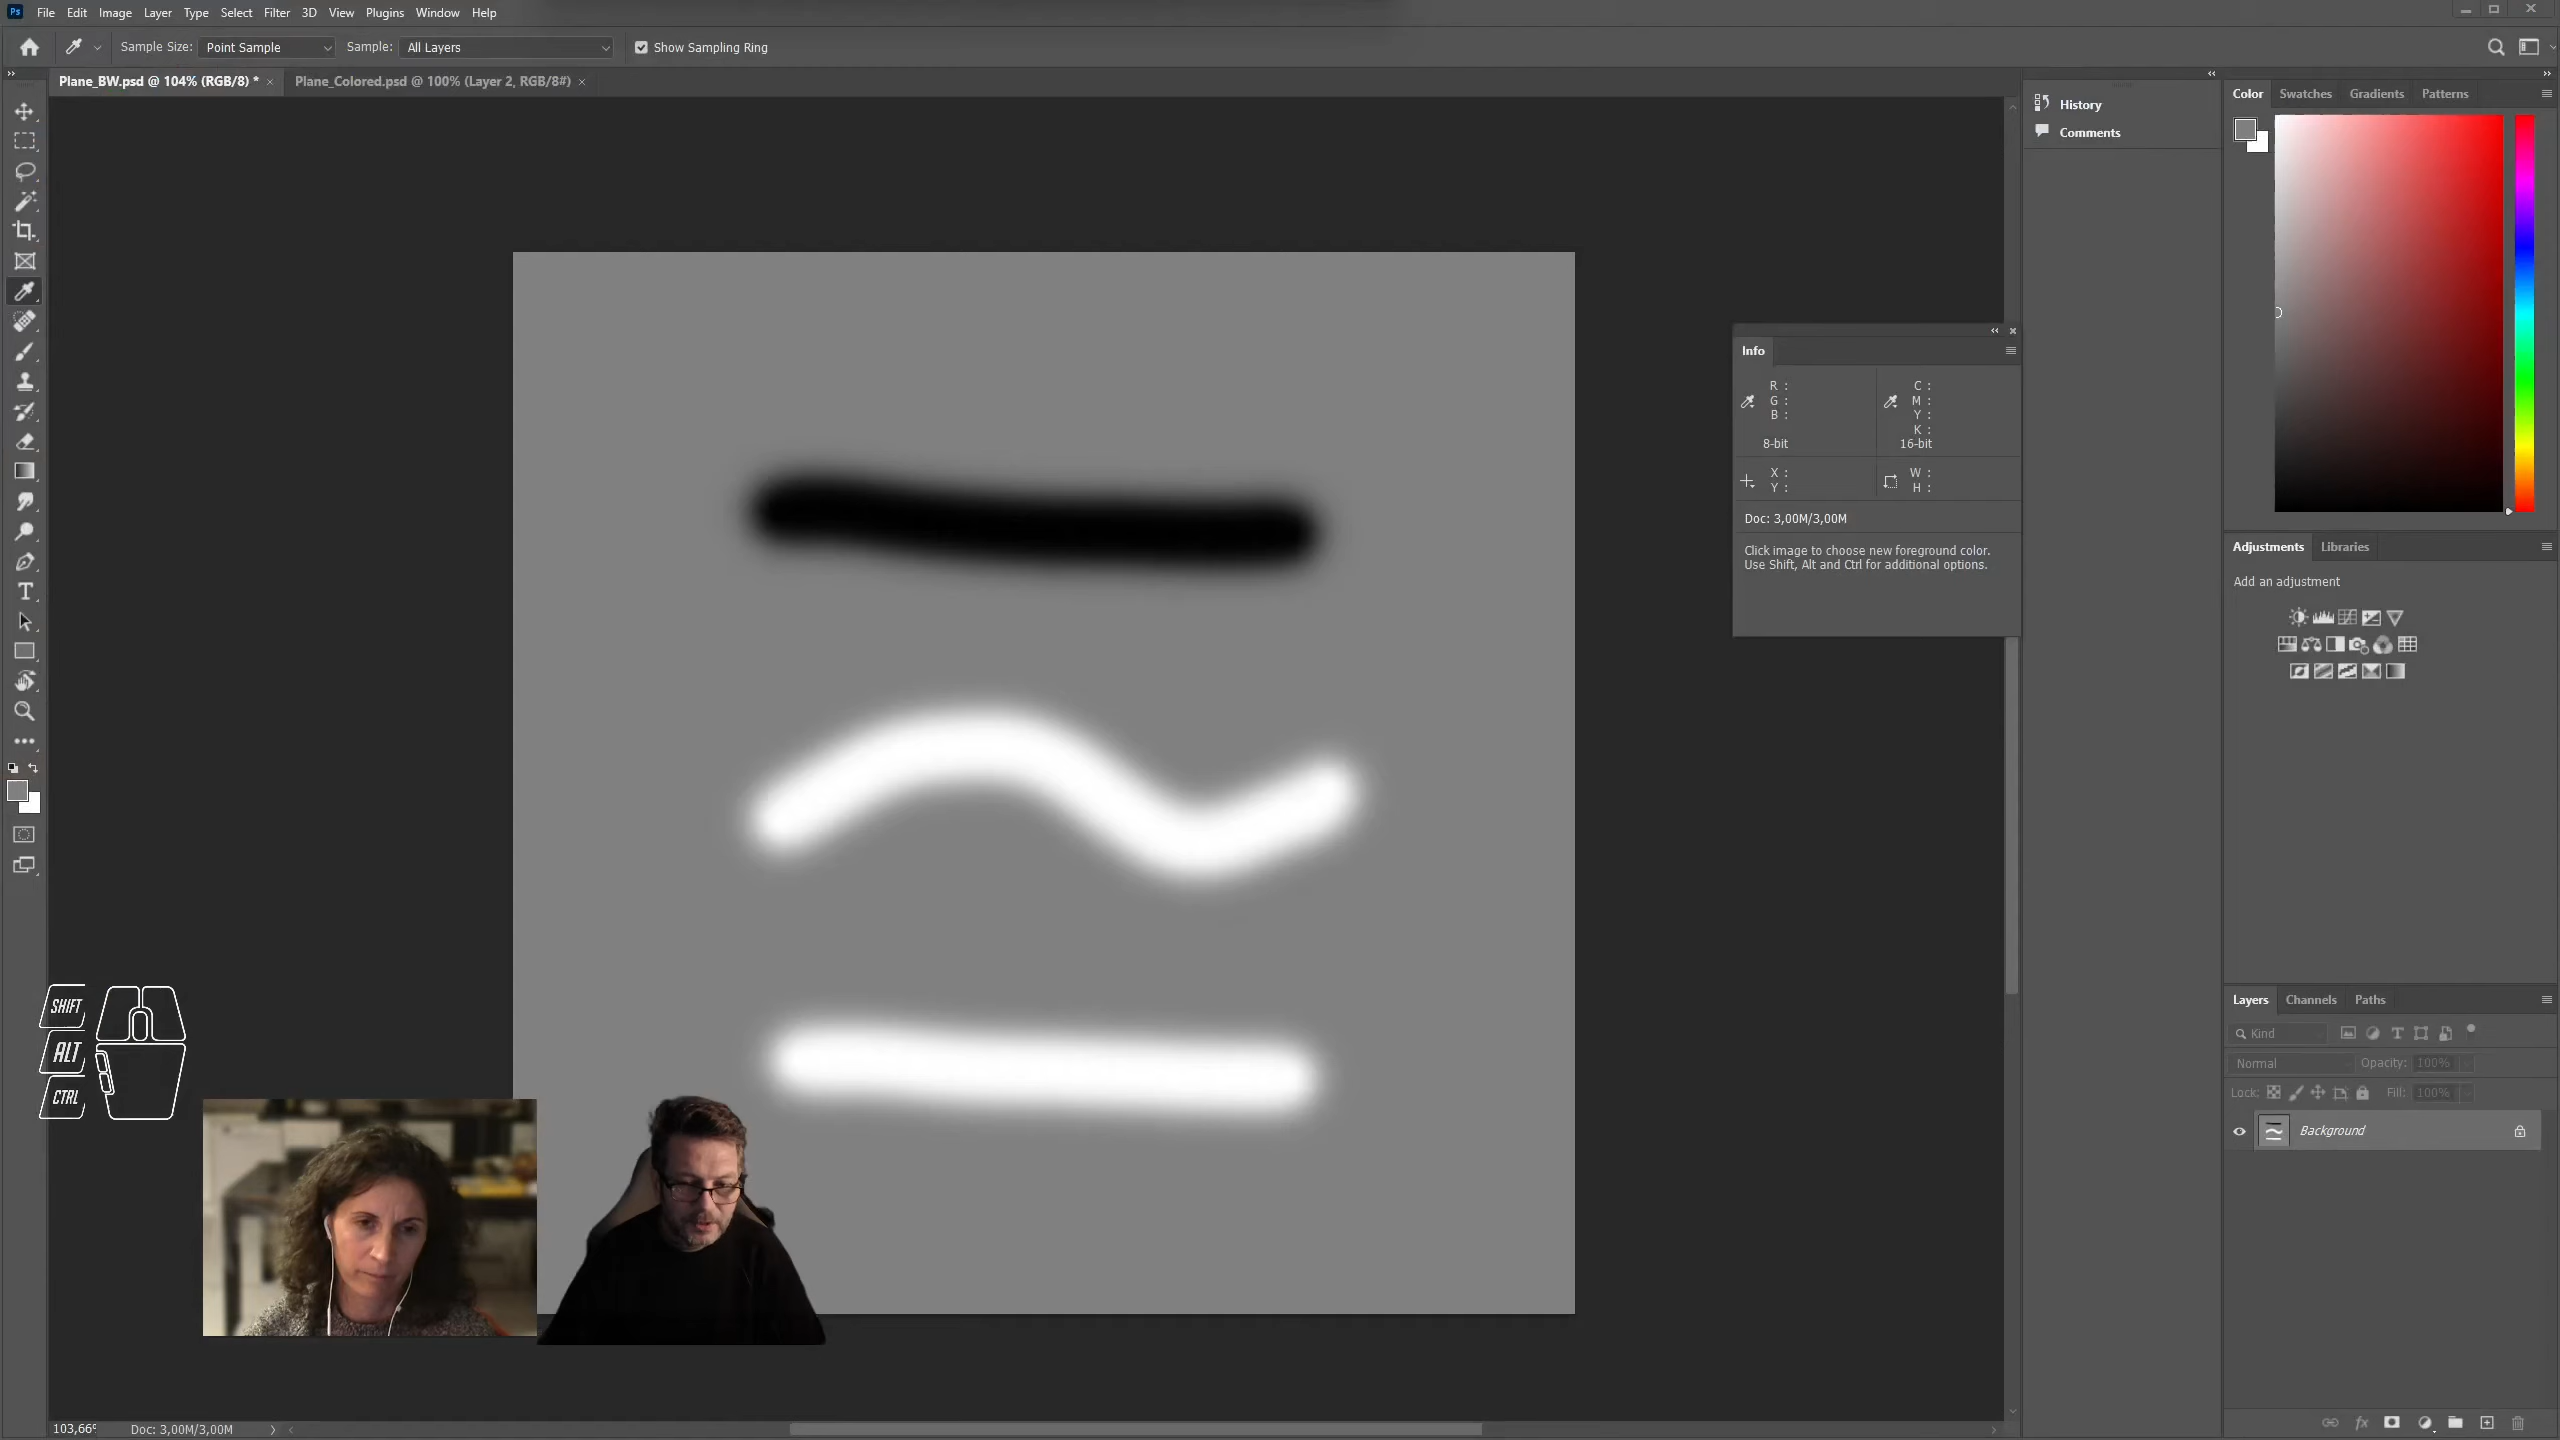 Ps File Edit Image Layer Type Select Filter 3D View Plugins Window Help
Sample Size: Point Sample Sample: All Layers Show Sampling Ring
Plane_BW.psd @ 104% (RGB/8) * × Plane_Colored.psd @ 100% (Layer 2, RGB/8#) ×
History
Comments
Color Swatches Gradients Patterns
Info
R : C :
G : M :
B : Y :
K :
8-bit 16-bit
X : W :
Y : H :
Doc: 3,00M/3,00M
Click image to choose new foreground color.
Use Shift, Alt and Ctrl for additional options.
Adjustments Libraries
Add an adjustment
SHIFT
ALT
CTRL
Layers Channels Paths
Kind
Normal Opacity: 100%
Lock: Fill: 100%
Background
fx
103,66% Doc: 3,00M/3,00M